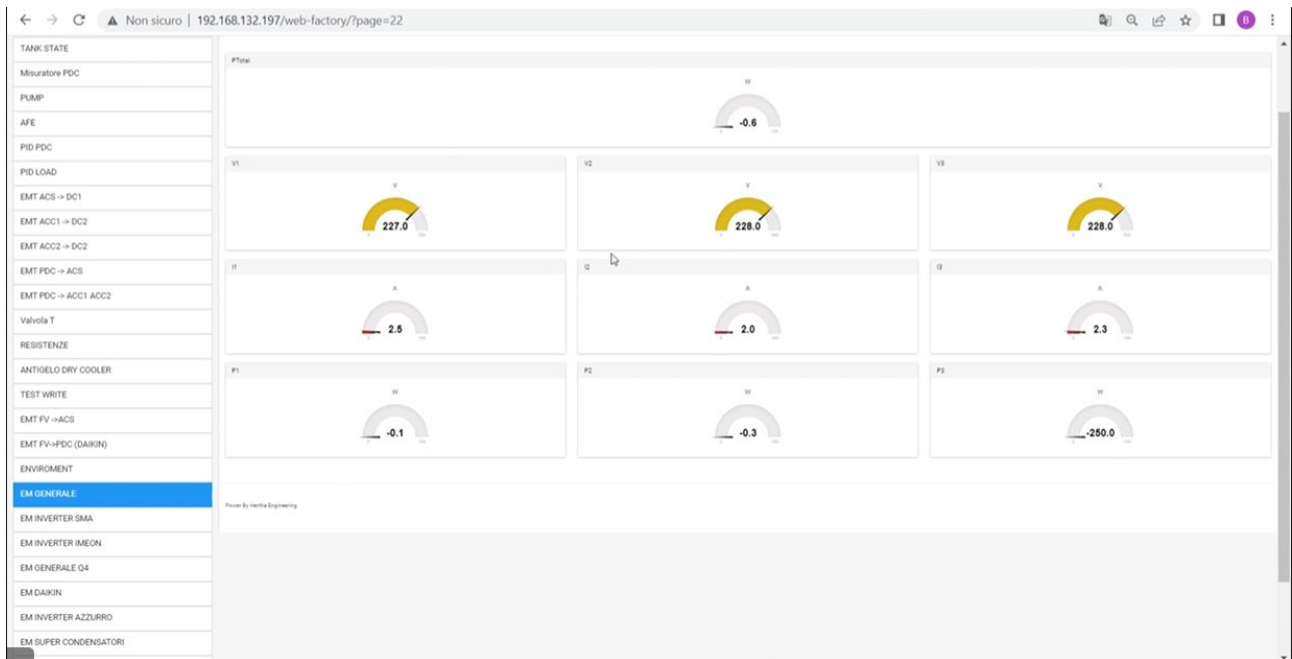 Non sicuro | 192.168.132.197/web-factory/?page=22
B
TANK STATE
Misuratore PDC
PUMP
AFE
PID PDC
PID LOAD
EMT ACS -> DC1
EMT ACC1 -> DC2
EMT ACC2 -> DC2
EMT PDC -> ACS
EMT PDC -> ACC1 ACC2
Valvola T
RESISTENZE
ANTIGELO DRY COOLER
TEST WRITE
EMT FV ->ACS
EMT FV->PDC (DAIKIN)
ENVIROMENT
EM GENERALE
EM INVERTER SMA
EM INVERTER IMEON
EM GENERALE Q4
EM DAIKIN
EM INVERTER AZZURRO
EM SUPER CONDENSATORI
PTotal
W
-0.6
V1 V2 V3
V V V
227.0 228.0 228.0
I1 I2 I3
A A A
2.5 2.0 2.3
P1 P2 P3
W W W
-0.1 -0.3 -250.0
Power By Hertha Engineering